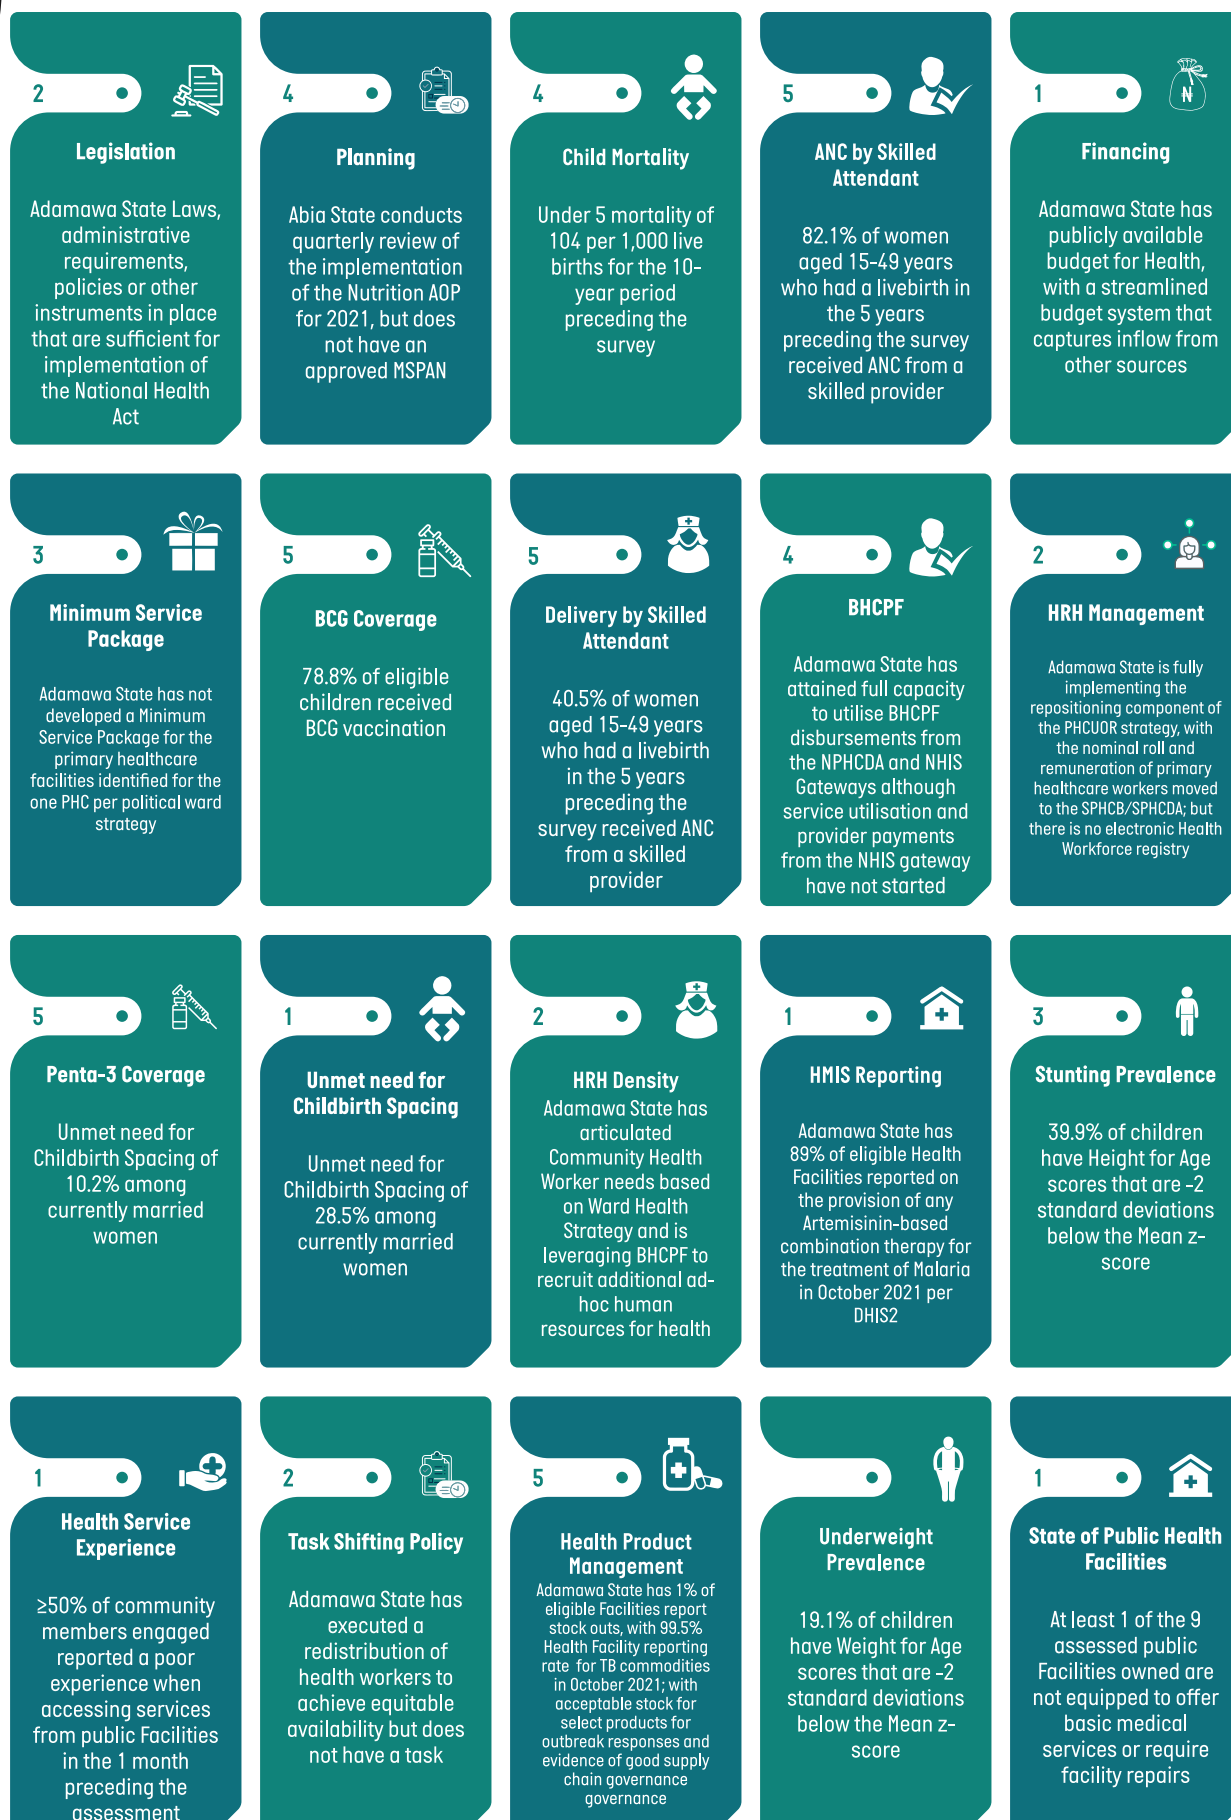 2
Legislation
Adamawa State Laws,
administrative
requirements,
policies or other
instruments in place
that are sufficient for
implementation of
the National Health
Act
4
Planning
Abia State conducts
quarterly review of
the implementation
of the Nutrition AOP
for 2021, but does
not have an
approved MSPAN
4
Child Mortality
Under 5 mortality of
104 per 1,000 live
births for the 10-
year period
preceding the
survey
5
ANC by Skilled
Attendant
82.1% of women
aged 15-49 years
who had a livebirth in
the 5 years
preceding the survey
received ANC from a
skilled provider
1
₦
Financing
Adamawa State has
publicly available
budget for Health,
with a streamlined
budget system that
captures inflow from
other sources
3
Minimum Service
Package
Adamawa State has not
developed a Minimum
Service Package for the
primary healthcare
facilities identified for the
one PHC per political ward
strategy
5
BCG Coverage
78.8% of eligible
children received
BCG vaccination
5
Delivery by Skilled
Attendant
40.5% of women
aged 15-49 years
who had a livebirth
in the 5 years
preceding the
survey received ANC
from a skilled
provider
4
BHCPF
Adamawa State has
attained full capacity
to utilise BHCPF
disbursements from
the NPHCDA and NHIS
Gateways although
service utilisation and
provider payments
from the NHIS gateway
have not started
2
HRH Management
Adamawa State is fully
implementing the
repositioning component of
the PHCUOR strategy, with
the nominal roll and
remuneration of primary
healthcare workers moved
to the SPHCB/SPHCDA; but
there is no electronic Health
Workforce registry
5
Penta-3 Coverage
Unmet need for
Childbirth Spacing of
10.2% among
currently married
women
1
Unmet need for
Childbirth Spacing
Unmet need for
Childbirth Spacing of
28.5% among
currently married
women
2
HRH Density
Adamawa State has
articulated
Community Health
Worker needs based
on Ward Health
Strategy and is
leveraging BHCPF to
recruit additional ad-
hoc human
resources for health
1
HMIS Reporting
Adamawa State has
89% of eligible Health
Facilities reported on
the provision of any
Artemisinin-based
combination therapy for
the treatment of Malaria
in October 2021 per
DHIS2
3
Stunting Prevalence
39.9% of children
have Height for Age
scores that are -2
standard deviations
below the Mean z-
score
1
Health Service
Experience
≥50% of community
members engaged
reported a poor
experience when
accessing services
from public Facilities
in the 1 month
preceding the
assessment
2
Task Shifting Policy
Adamawa State has
executed a
redistribution of
health workers to
achieve equitable
availability but does
not have a task
5
Health Product
Management
Adamawa State has 1% of
eligible Facilities report
stock outs, with 99.5%
Health Facility reporting
rate for TB commodities
in October 2021; with
acceptable stock for
select products for
outbreak responses and
evidence of good supply
chain governance
governance
Underweight
Prevalence
19.1% of children
have Weight for Age
scores that are -2
standard deviations
below the Mean z-
score
1
State of Public Health
Facilities
At least 1 of the 9
assessed public
Facilities owned are
not equipped to offer
basic medical
services or require
facility repairs